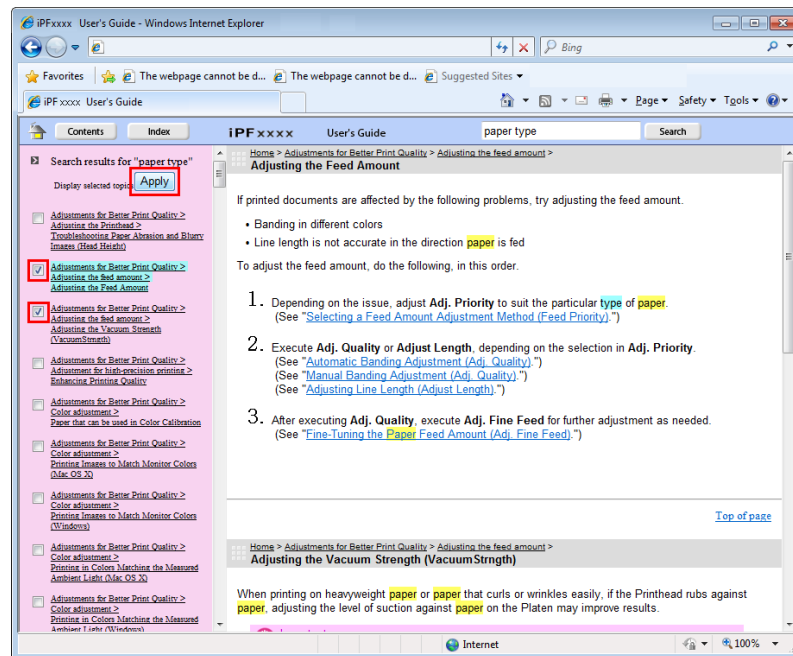 iPFxxxx User's Guide - Windows Internet Explorer
Bing
Favorites The webpage cannot be d... The webpage cannot be d... Suggested Sites
iPF xxxx User's Guide
Page Safety Tools
Contents Index iPFxxxx User's Guide paper type Search
Search results for "paper type"
Display selected topic Apply
Adjustments for Better Print Quality >
Adjusting the Printhead >
Troubleshooting Paper Abrasion and Blurry
Images (Head Height)
Adjustments for Better Print Quality >
Adjusting the feed amount >
Adjusting the Feed Amount
Adjustments for Better Print Quality >
Adjusting the feed amount >
Adjusting the Vacuum Strength
(VacuumStrngth)
Adjustments for Better Print Quality >
Adjustment for high-precision printing >
Enhancing Printing Quality
Adjustments for Better Print Quality >
Color adjustment >
Paper that can be used in Color Calibration
Adjustments for Better Print Quality >
Color adjustment >
Printing Images to Match Monitor Colors
(Mac OS X)
Adjustments for Better Print Quality >
Color adjustment >
Printing Images to Match Monitor Colors
(Windows)
Adjustments for Better Print Quality >
Color adjustment >
Printing in Colors Matching the Measured
Ambient Light (Mac OS X)
Adjustments for Better Print Quality >
Color adjustment >
Printing in Colors Matching the Measured
Ambient Light (Windows)
Home > Adjustments for Better Print Quality > Adjusting the feed amount >
Adjusting the Feed Amount
If printed documents are affected by the following problems, try adjusting the feed amount.
• Banding in different colors
• Line length is not accurate in the direction paper is fed
To adjust the feed amount, do the following, in this order.
1. Depending on the issue, adjust Adj. Priority to suit the particular type of paper.
(See "Selecting a Feed Amount Adjustment Method (Feed Priority).")
2. Execute Adj. Quality or Adjust Length, depending on the selection in Adj. Priority.
(See "Automatic Banding Adjustment (Adj. Quality).")
(See "Manual Banding Adjustment (Adj. Quality).")
(See "Adjusting Line Length (Adjust Length).")
3. After executing Adj. Quality, execute Adj. Fine Feed for further adjustment as needed.
(See "Fine-Tuning the Paper Feed Amount (Adj. Fine Feed).")
Top of page
Home > Adjustments for Better Print Quality > Adjusting the feed amount >
Adjusting the Vacuum Strength (VacuumStrngth)
When printing on heavyweight paper or paper that curls or wrinkles easily, if the Printhead rubs against
paper, adjusting the level of suction against paper on the Platen may improve results.
Internet 100%